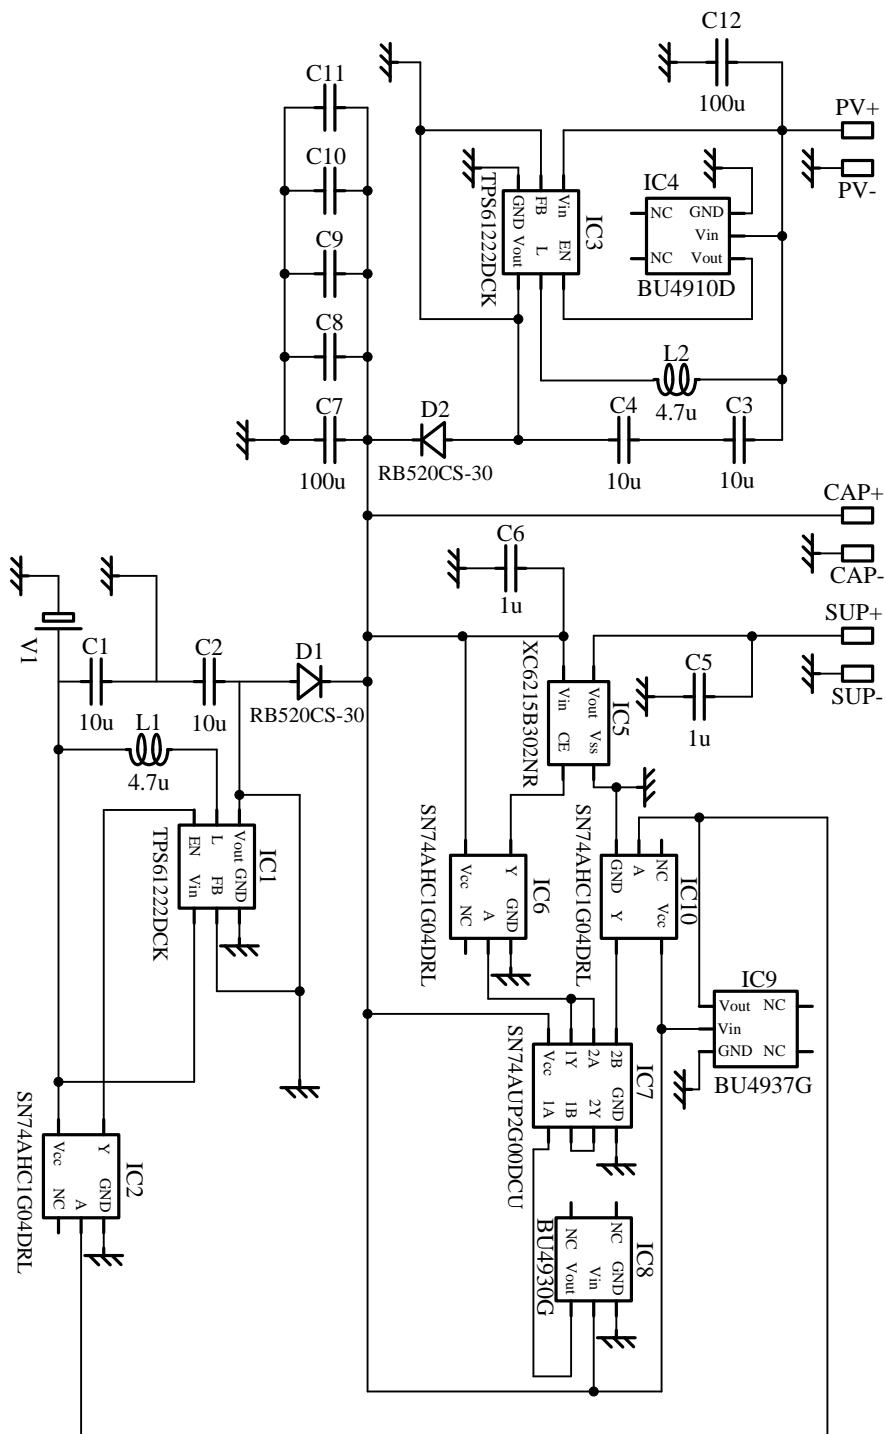 C12
100u
PV+
PV-
C11
C10
C9
C8
C7
100u
GND
FB
Vin
Vout
L
EN
IC3
TPS61222DCK
IC4
NC
GND
Vin
NC
Vout
BU4910D
L2
4.7u
D2
RB520CS-30
C4
10u
C3
10u
CAP+
CAP-
SUP+
SUP-
C6
1u
C5
1u
V1
C1
10u
C2
10u
D1
RB520CS-30
L1
4.7u
XC6215B302NR
Vin
Vout
CE
Vss
IC5
EN
L
Vout
Vin
FB
GND
IC1
TPS61222DCK
SN74AHC1G04DRL
Vcc
Y
NC
A
GND
IC6
SN74AHC1G04DRL
GND
A
NC
Y
Vcc
IC10
IC9
Vout
NC
Vin
GND
NC
BU4937G
SN74AUP2G00DCU
Vcc
1Y
2A
2B
1A
1B
2Y
GND
IC7
SN74AHC1G04DRL
Vcc
Y
NC
A
GND
IC2
BU4930G
NC
NC
Vout
Vin
GND
IC8